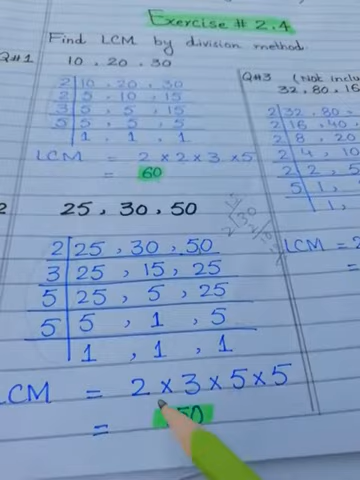 Exercise # 2.4
Find LCM by division method.
Q#1 10 , 20 , 30
2 10 , 20 , 30
2 5 , 10 , 15
3 5 , 5 , 15
5 5 , 5 , 5
1 , 1 , 1
LCM = 2 × 2 × 3 × 5
= 60
2 25 , 30 , 50
2 25 , 30 , 50
3 25 , 15 , 25
5 25 , 5 , 25
5 5 , 1 , 5
1 , 1 , 1
LCM = 2 × 3 × 5 × 5
=
Q#3 (Not inclu
32 , 80 , 16
2 32 , 80
2 16 , 40
2 8 , 20
2 4 , 10
2 2 , 5
5 1 ,
1 ,
LCM = 2
=